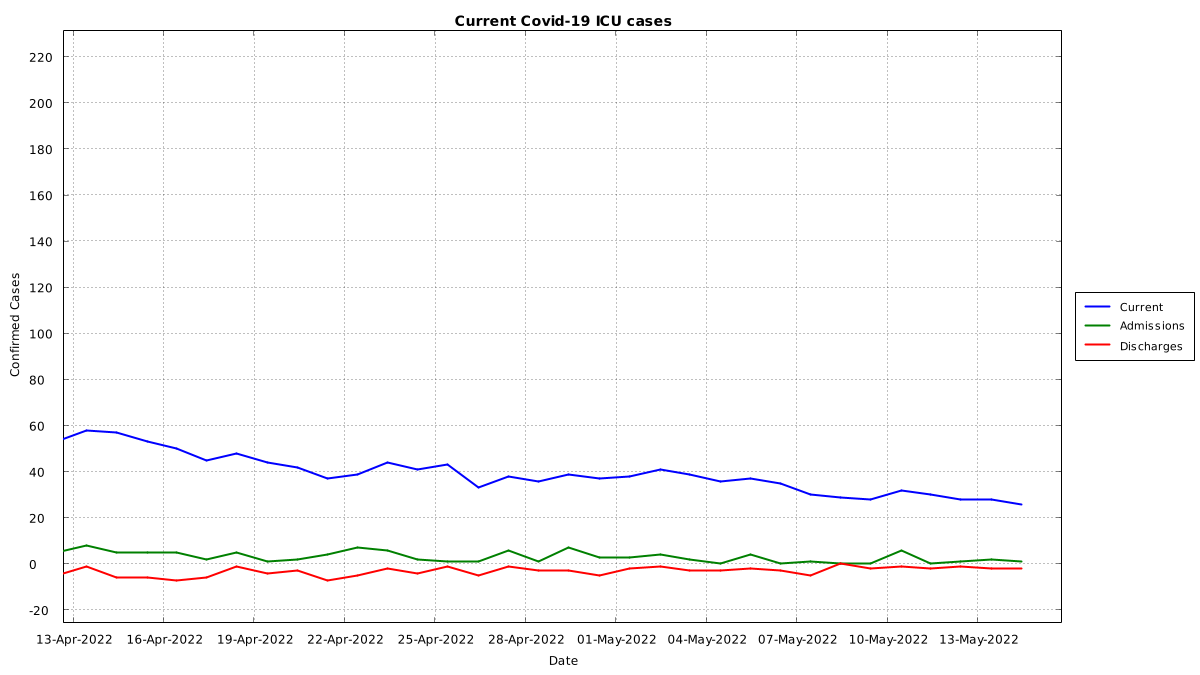 Current Covid-19 ICU cases
220
200
180
160
140
120
100
80
60
40
20
0
-20
Confirmed Cases
13-Apr-2022 16-Apr-2022 19-Apr-2022 22-Apr-2022 25-Apr-2022 28-Apr-2022 01-May-2022 04-May-2022 07-May-2022 10-May-2022 13-May-2022
Date
Current
Admissions
Discharges